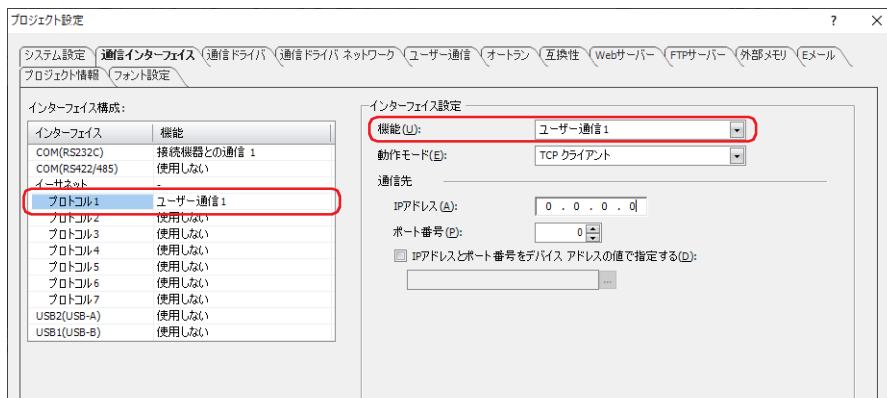 プロジェクト設定 ? ×
システム設定 通信インターフェイス 通信ドライバ 通信ドライバ ネットワーク ユーザー通信 オートラン 互換性 Webサーバー FTPサーバー 外部メモリ Eメール
プロジェクト情報 フォント設定
インターフェイス構成:
インターフェイス 機能
COM(RS232C) 接続機器との通信 1
COM(RS422/485) 使用しない
イーサネット -
プロトコル1 ユーザー通信1
プロトコル2 使用しない
プロトコル3 使用しない
プロトコル4 使用しない
プロトコル5 使用しない
プロトコル6 使用しない
プロトコル7 使用しない
USB2(USB-A) 使用しない
USB1(USB-B) 使用しない
インターフェイス設定
機能(U): ユーザー通信1
動作モード(E): TCP クライアント
通信先
IPアドレス(A): 0 . 0 . 0 . 0
ポート番号(P): 0
IPアドレスとポート番号をデバイス アドレスの値で指定する(D):
...